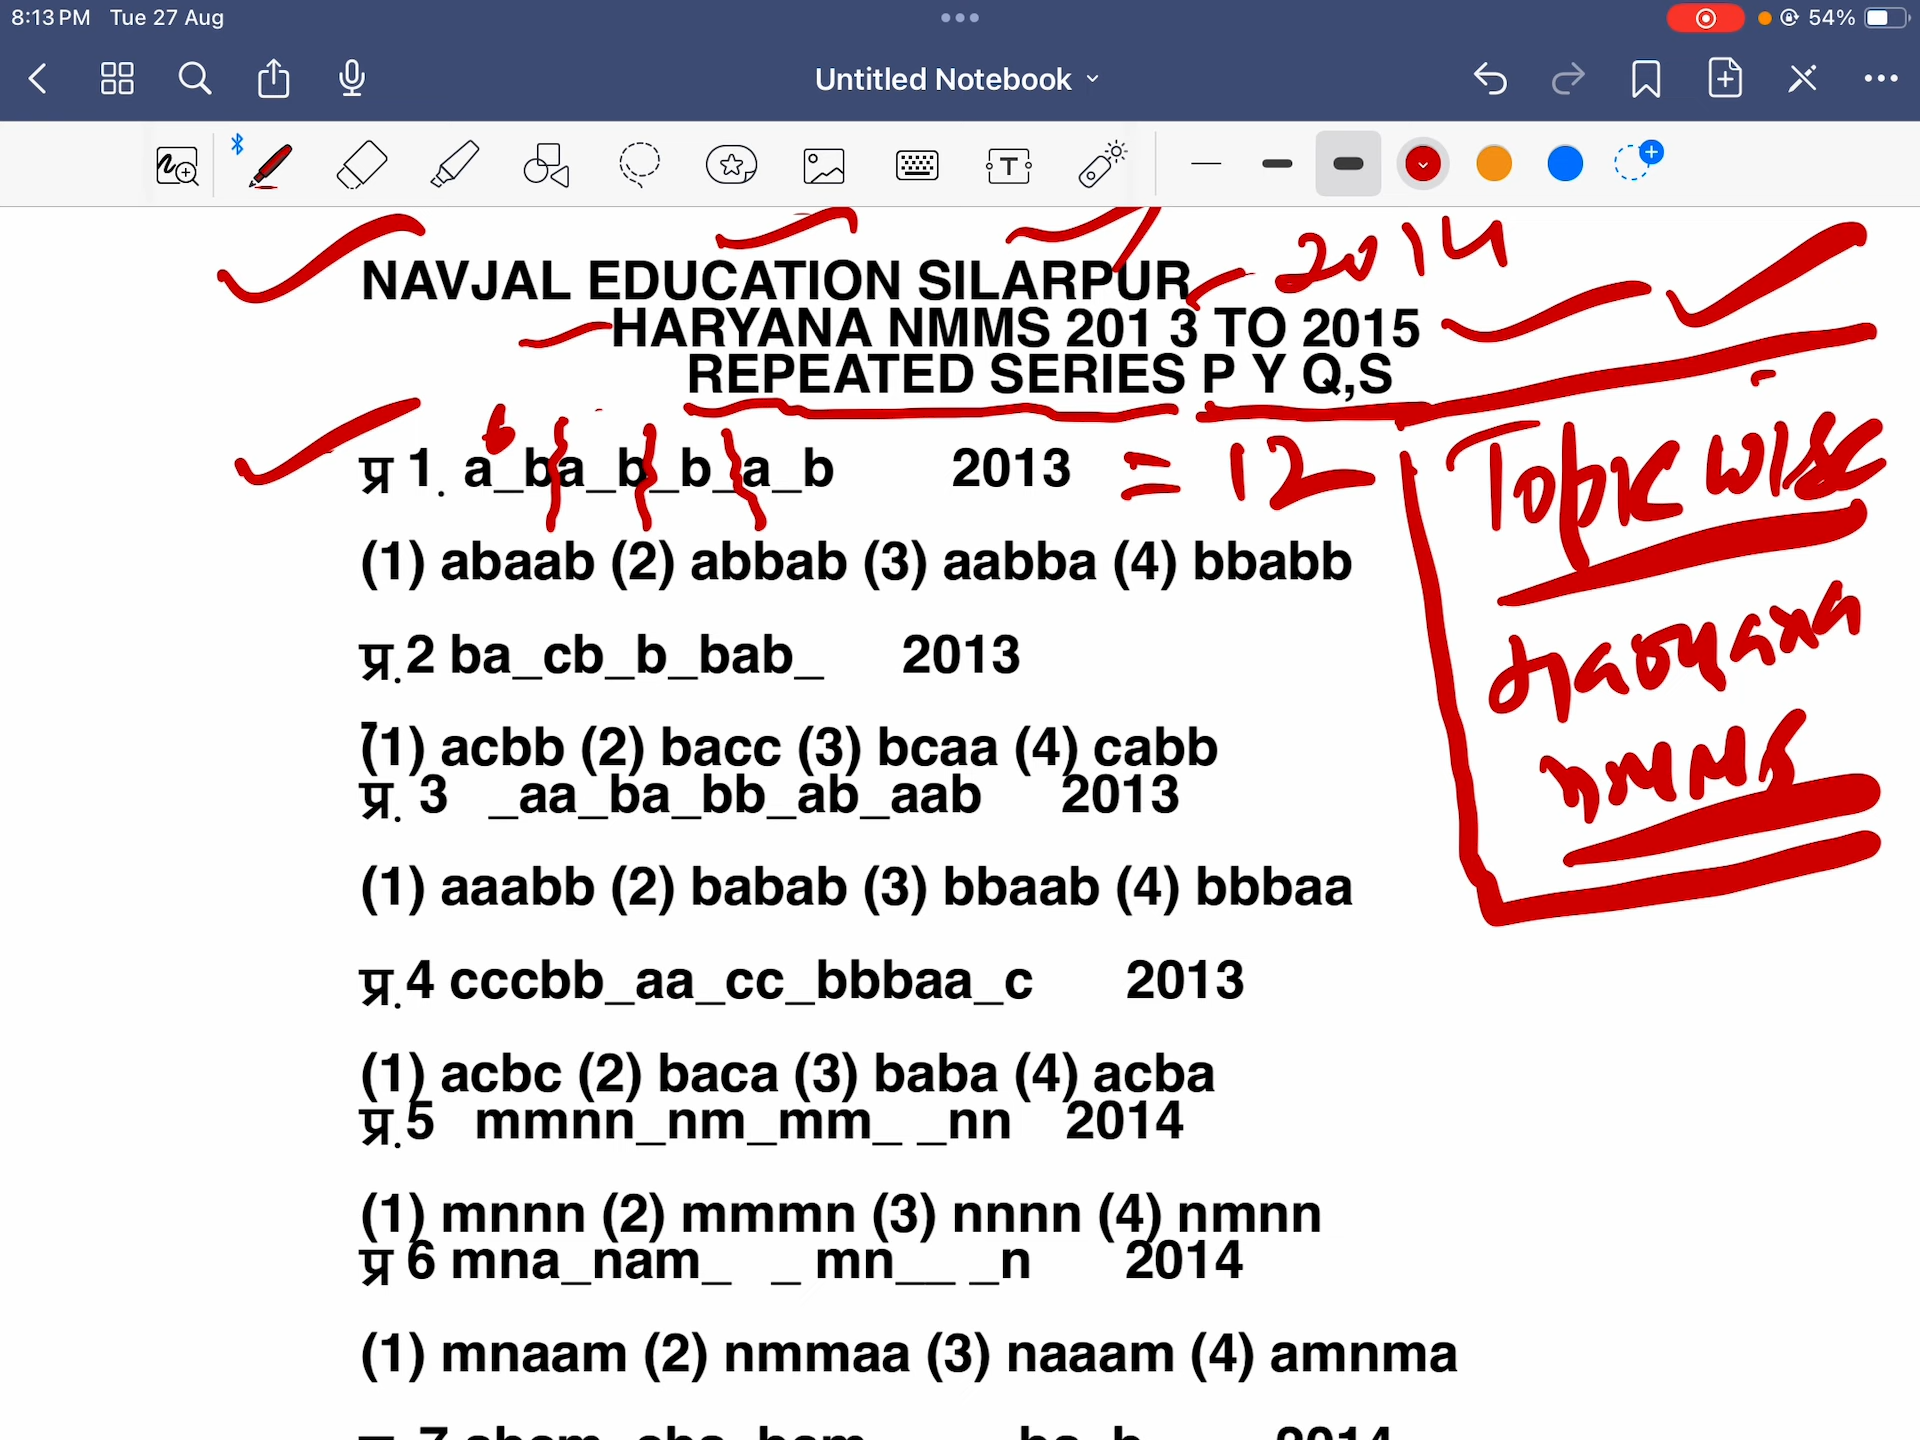 8:13 PM Tue 27 Aug
54%
Untitled Notebook
T
2014
NAVJAL EDUCATION SILARPUR
HARYANA NMMS 201 3 TO 2015
REPEATED SERIES P Y Q,S
b
प्र 1. a_ba_b_b_a_b 2013 = 12
Topic wise
(1) abaab (2) abbab (3) aabba (4) bbabb
प्र.2 ba_cb_b_bab_ 2013
(1) acbb (2) bacc (3) bcaa (4) cabb
प्र. 3 _aa_ba_bb_ab_aab 2013
(1) aaabb (2) babab (3) bbaab (4) bbbaa
प्र.4 cccbb_aa_cc_bbbaa_c 2013
(1) acbc (2) baca (3) baba (4) acba
प्र.5 mmnn_nm_mm_ _nn 2014
(1) mnnn (2) mmmn (3) nnnn (4) nmnn
प्र 6 mna_nam_ _ mn__ _n 2014
(1) mnaam (2) nmmaa (3) naaam (4) amnma